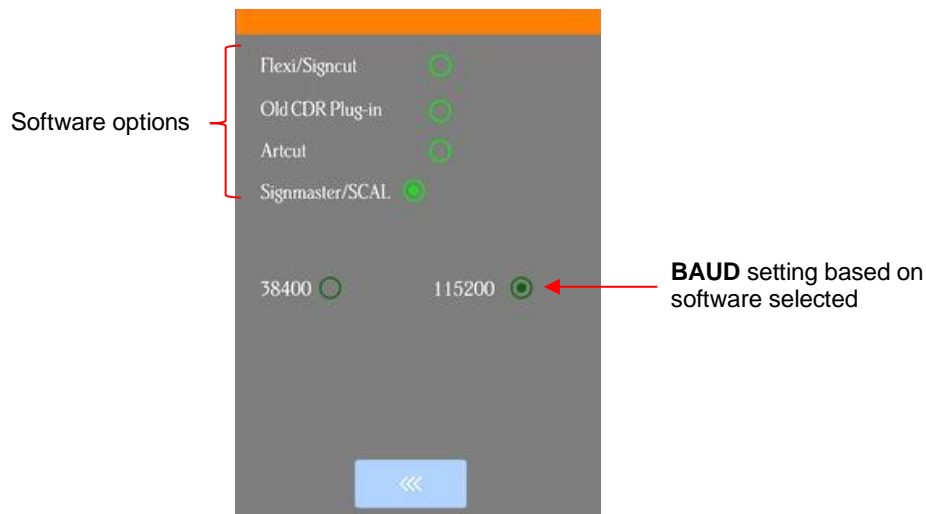 Flexi/Signcut
Old CDR Plug-in
Software options
Artcut
Signmaster/SCAL
38400
115200
BAUD setting based on
software selected